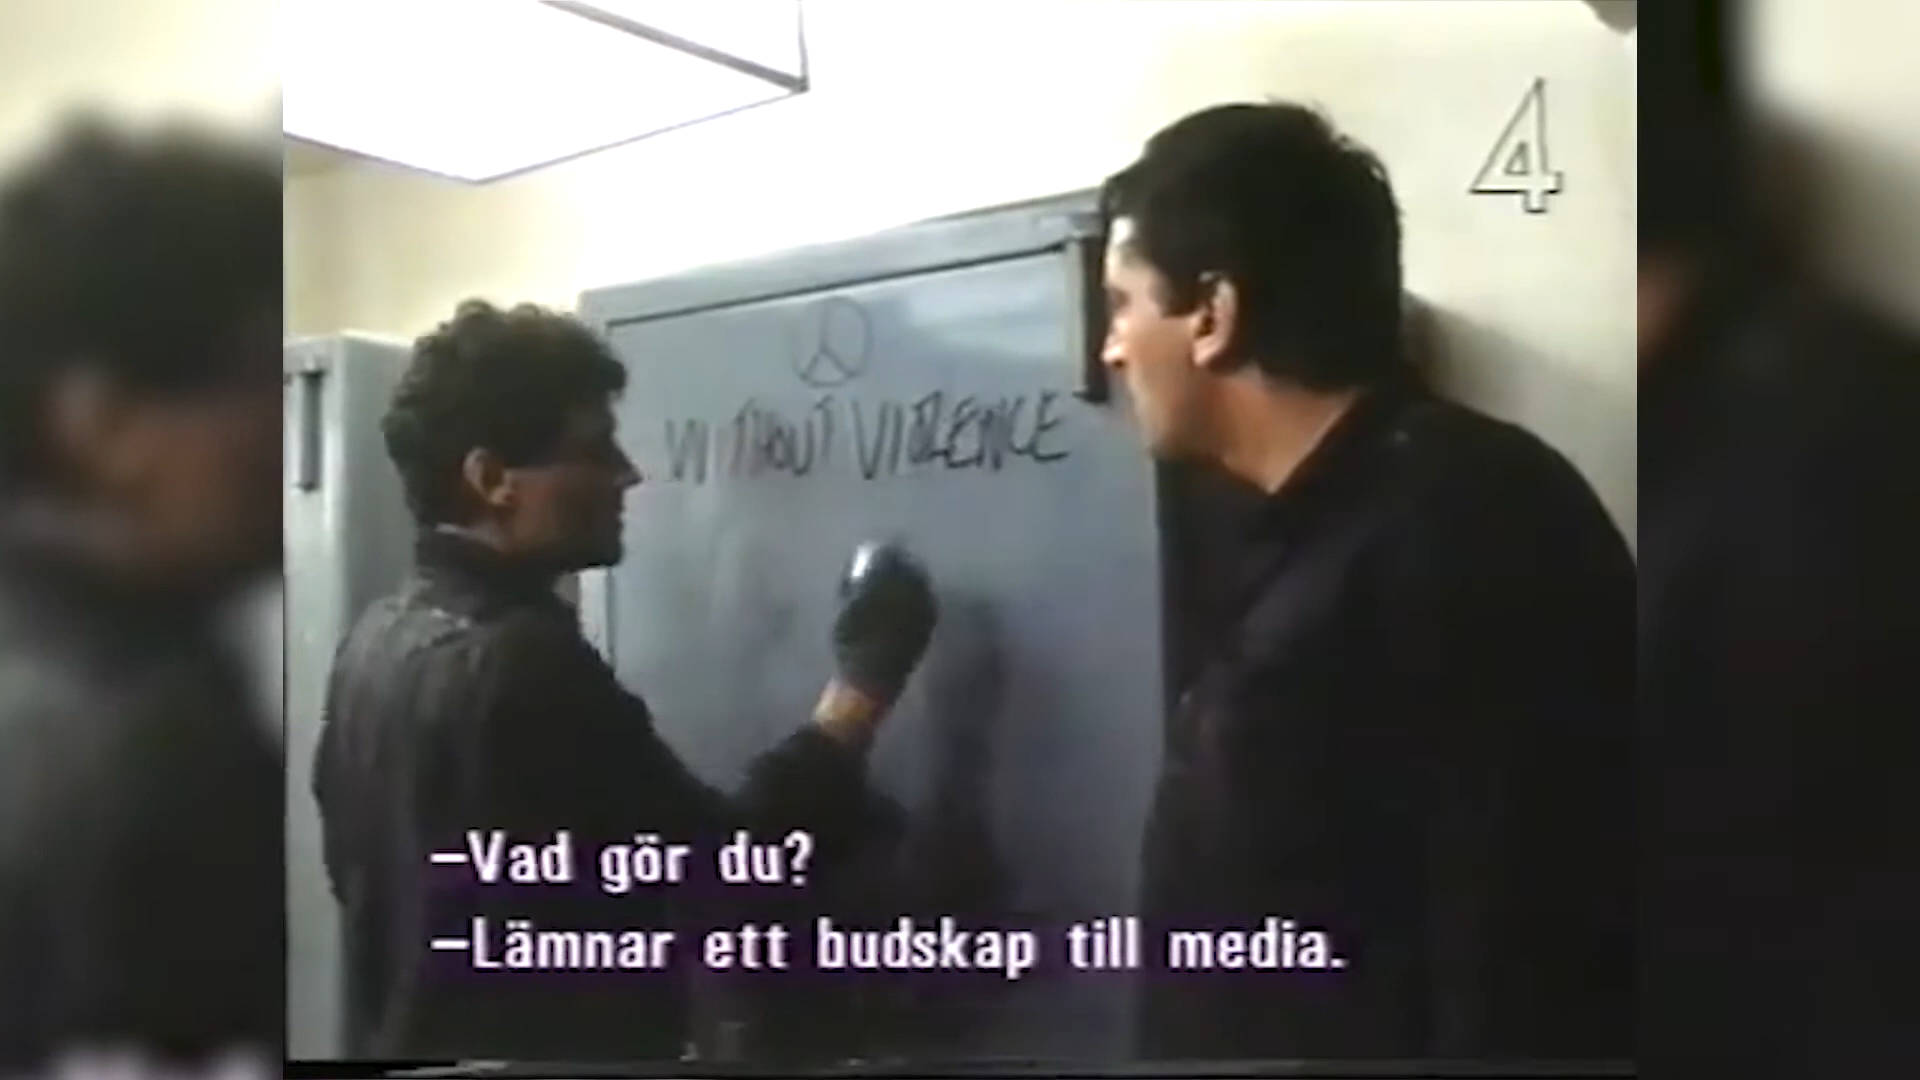 4
WITHOUT VIOLENCE
–Vad gör du?
–Lämnar ett budskap till media.